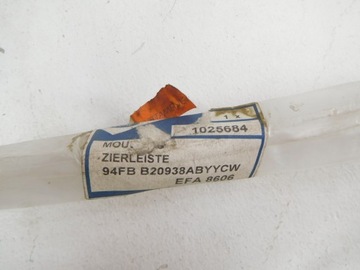 1 X
1025684
MOU
ZIERLEISTE
94FB B20938ABYYCW
EFA 8606